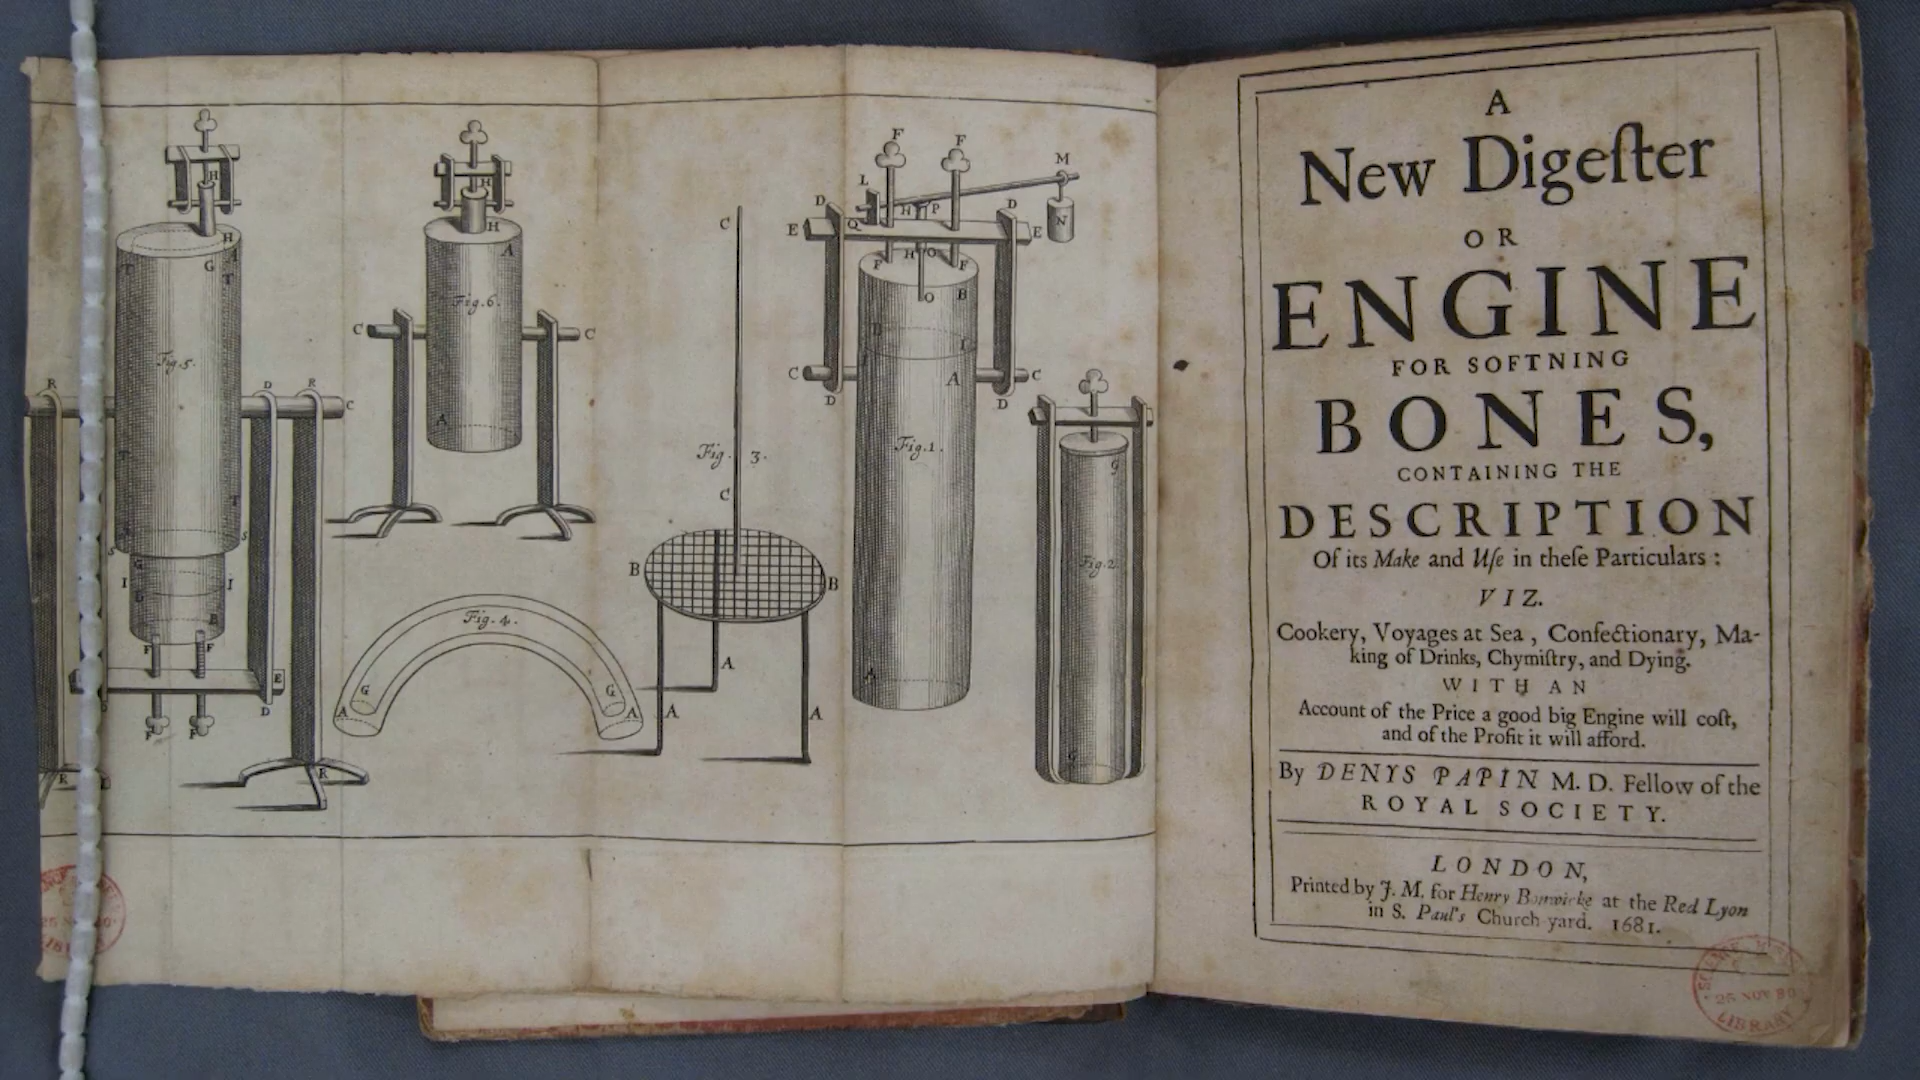 Fig. 5.
Fig. 6.
Fig. 3.
Fig. 1.
Fig. 2.
Fig. 4.
A
New Digeſter
OR
ENGINE
FOR SOFTNING
BONES,
CONTAINING THE
DESCRIPTION
Of its Make and Uſe in theſe Particulars :
VIZ.
Cookery, Voyages at Sea, Confectionary, Ma-
king of Drinks, Chymiſtry, and Dying.
WITH AN
Account of the Price a good big Engine will coſt,
and of the Profit it will afford.
By DENYS PAPIN M. D. Fellow of the
ROYAL SOCIETY.
LONDON,
Printed by J. M. for Henry Bonwicke at the Red Lyon
in S. Paul's Church-yard. 1681.
25 NOV 80
LIBRARY